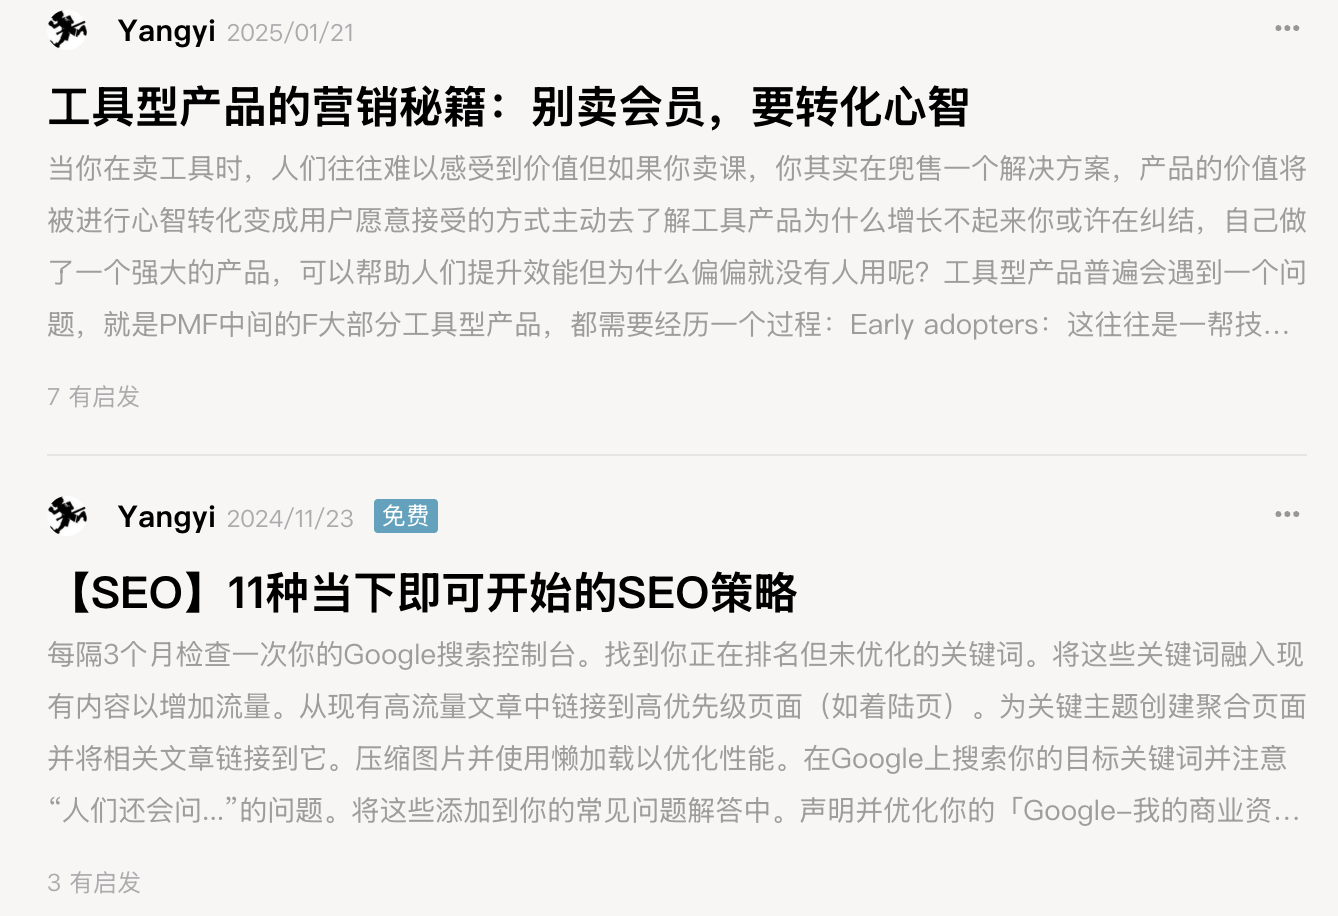 Yangyi 2025/01/21
工具型产品的营销秘籍：别卖会员，要转化心智
当你在卖工具时，人们往往难以感受到价值但如果你卖课，你其实在兜售一个解决方案，产品的价值将
被进行心智转化变成用户愿意接受的方式主动去了解工具产品为什么增长不起来你或许在纠结，自己做
了一个强大的产品，可以帮助人们提升效能但为什么偏偏就没有人用呢？工具型产品普遍会遇到一个问
题，就是PMF中间的F大部分工具型产品，都需要经历一个过程：Early adopters：这往往是一帮技...
7 有启发
Yangyi 2024/11/23 免费
【SEO】11种当下即可开始的SEO策略
每隔3个月检查一次你的Google搜索控制台。找到你正在排名但未优化的关键词。将这些关键词融入现
有内容以增加流量。从现有高流量文章中链接到高优先级页面（如着陆页）。为关键主题创建聚合页面
并将相关文章链接到它。压缩图片并使用懒加载以优化性能。在Google上搜索你的目标关键词并注意
“人们还会问...”的问题。将这些添加到你的常见问题解答中。声明并优化你的「Google-我的商业资...
3 有启发